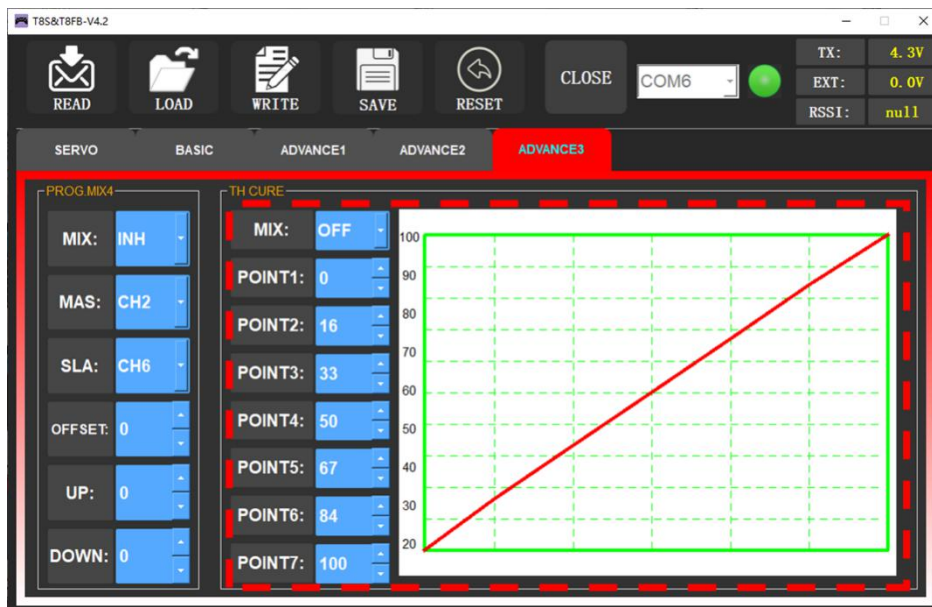 T8S&T8FB-V4.2
READ
LOAD
WRITE
SAVE
RESET
CLOSE
COM6
TX: 4.3V
EXT: 0.0V
RSSI: null
SERVO BASIC ADVANCE1 ADVANCE2 ADVANCE3
PROG.MIX4
MIX: INH
MAS: CH2
SLA: CH6
OFFSET: 0
UP: 0
DOWN: 0
TH CURE
MIX: OFF
POINT1: 0
POINT2: 16
POINT3: 33
POINT4: 50
POINT5: 67
POINT6: 84
POINT7: 100
100
90
80
70
60
50
40
30
20